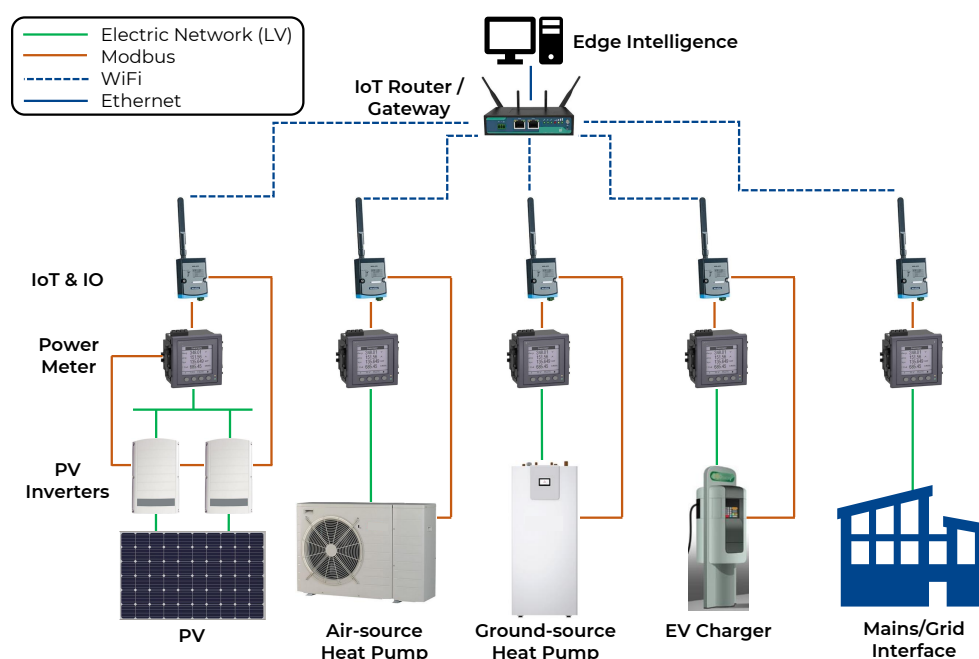 Electric Network (LV)
Modbus
WiFi
Ethernet
Edge Intelligence
IoT Router /
Gateway
IoT & IO
Power
Meter
PV
Inverters
PV
Air-source
Heat Pump
Ground-source
Heat Pump
EV Charger
Mains/Grid
Interface